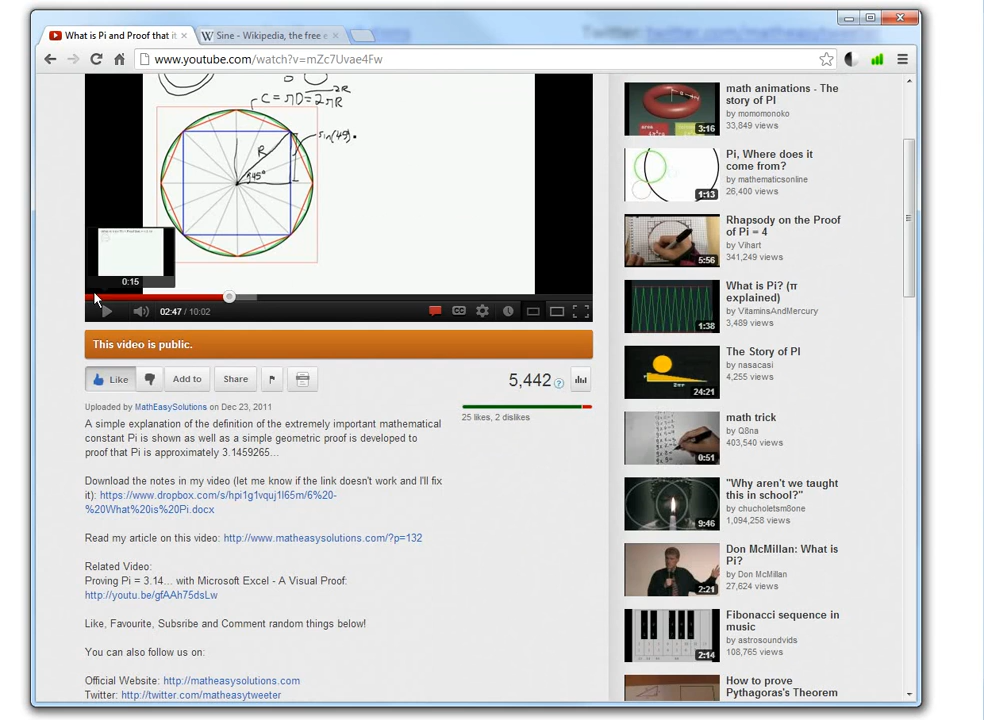 Twitter: twitter.com/matheasytweeter
What is Pi and Proof that it
Sine - Wikipedia, the free e
www.youtube.com/watch?v=mZc7Uvae4Fw
2R
C = πD = 2πR
sin(45)
R
45°
0:15
02:47 / 10:02
CC
This video is public.
Like
Add to
Share
5,442
Uploaded by MathEasySolutions on Dec 23, 2011
25 likes, 2 dislikes
A simple explanation of the definition of the extremely important mathematical
constant Pi is shown as well as a simple geometric proof is developed to
proof that Pi is approximately 3.1459265...
Download the notes in my video (let me know if the link doesn't work and I'll fix
it): https://www.dropbox.com/s/hpi1g1vquj1l65m/6%20-
%20What%20is%20Pi.docx
Read my article on this video: http://www.matheasysolutions.com/?p=132
Related Video:
Proving Pi = 3.14... with Microsoft Excel - A Visual Proof:
http://youtu.be/gfAAh75dsLw
Like, Favourite, Subsribe and Comment random things below!
You can also follow us on:
Official Website: http://matheasysolutions.com
Twitter: http://twitter.com/matheasytweeter
math animations - The
story of PI
by momomonoko
33,849 views
3:16
Pi, Where does it
come from?
by mathematicsonline
26,400 views
1:13
Rhapsody on the Proof
of Pi = 4
by Vihart
341,249 views
5:56
What is Pi? (π
explained)
by VitaminsAndMercury
3,489 views
1:38
The Story of PI
by nasacasi
4,255 views
24:21
math trick
by Q8na
403,540 views
0:51
"Why aren't we taught
this in school?"
by chucholetsm8one
1,094,258 views
9:46
Don McMillan: What is
Pi?
by Don McMillan
27,624 views
2:21
Fibonacci sequence in
music
by astrosoundvids
108,765 views
2:14
How to prove
Pythagoras's Theorem